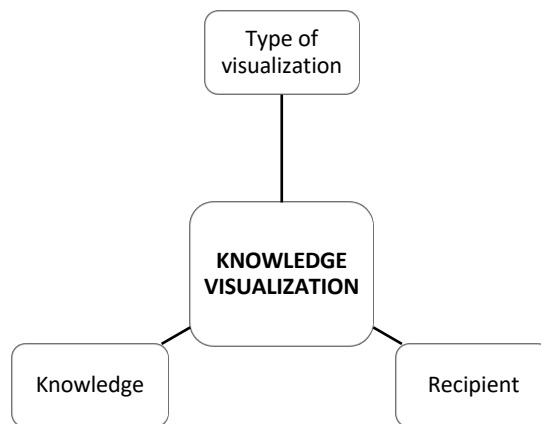 Type of
visualization
KNOWLEDGE
VISUALIZATION
Knowledge
Recipient